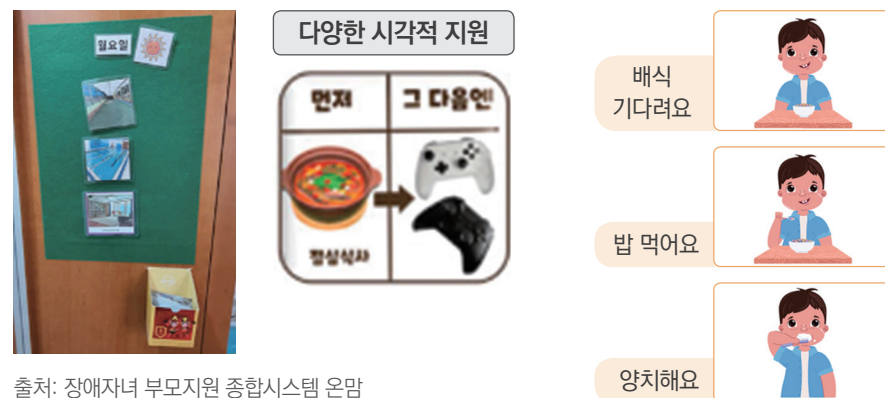 다양한 시각적 지원
월요일
먼저
그 다음엔
점심식사
배식
기다려요
밥 먹어요
양치해요
출처: 장애자녀 부모지원 종합시스템 온맘